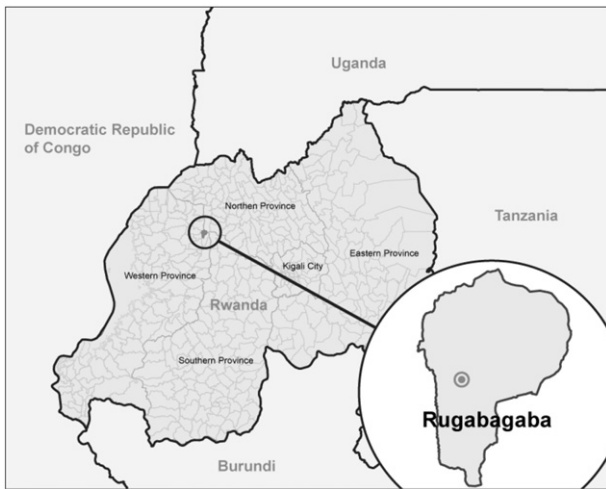 Uganda
Democratic Republic
of Congo
Northen Province
Tanzania
Eastern Province
Kigali City
Western Province
Rwanda
Southern Province
Rugabagaba
Burundi